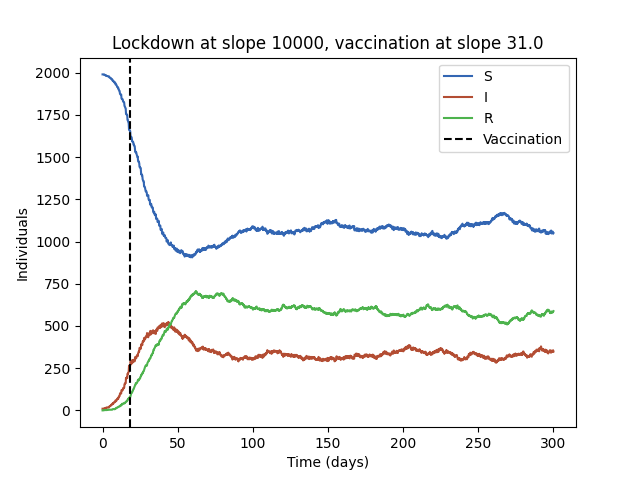 Lockdown at slope 10000, vaccination at slope 31.0
S
I
R
Vaccination
Individuals
2000
1750
1500
1250
1000
750
500
250
0
0 50 100 150 200 250 300
Time (days)